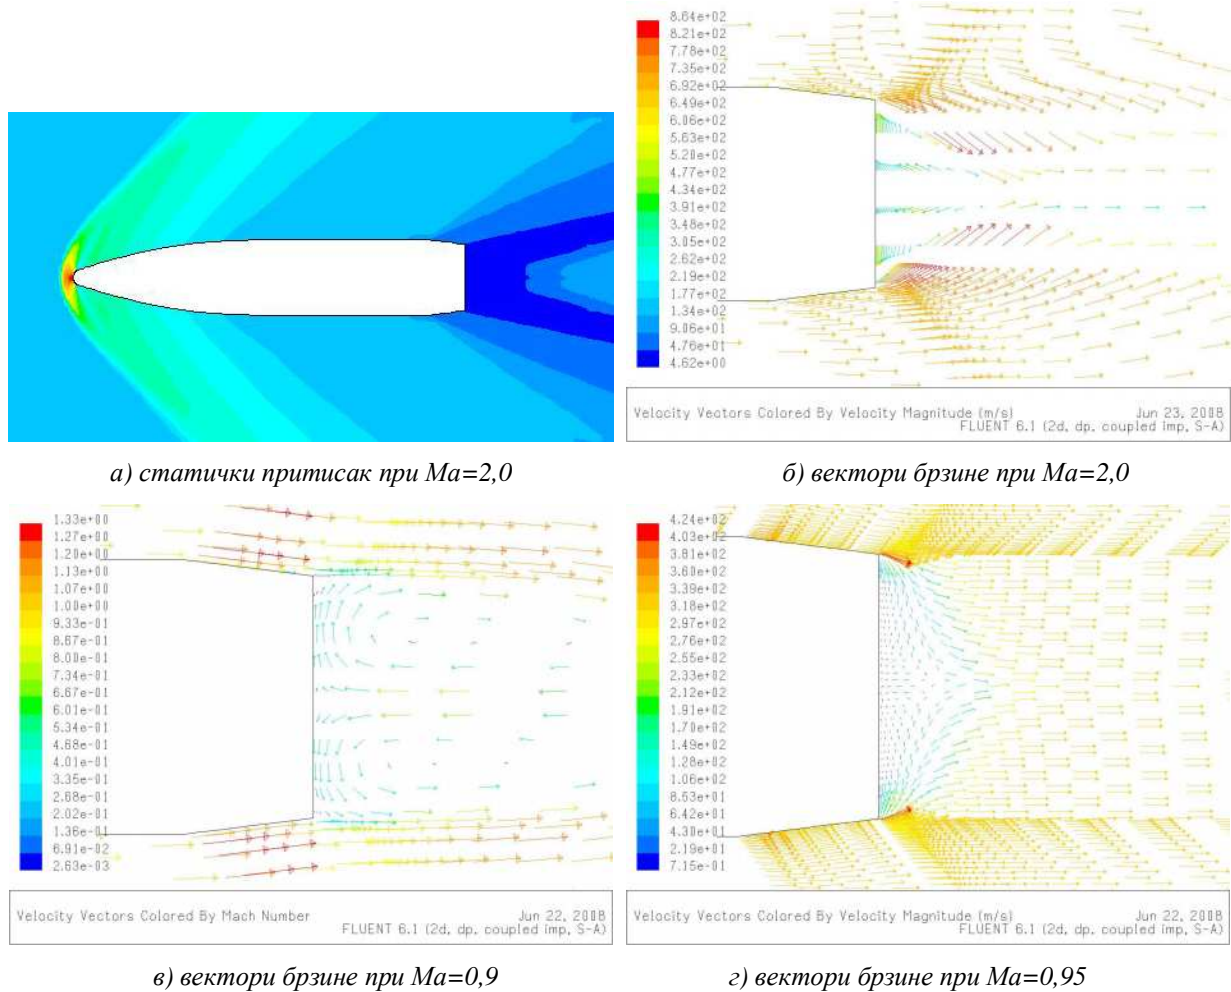 8.64e+02
8.21e+02
7.78e+02
7.35e+02
6.92e+02
6.49e+02
6.06e+02
5.63e+02
5.20e+02
4.77e+02
4.34e+02
3.91e+02
3.48e+02
3.05e+02
2.62e+02
2.19e+02
1.77e+02
1.34e+02
9.06e+01
4.76e+01
4.62e+00
Velocity Vectors Colored By Velocity Magnitude (m/s)
Jun 23, 2008
FLUENT 6.1 (2d, dp, coupled imp, S-A)
а) статички притисак при Ma=2,0
б) вектори брзине при Ma=2,0
1.33e+00
1.27e+00
1.20e+00
1.13e+00
1.07e+00
1.00e+00
9.33e-01
8.67e-01
8.00e-01
7.34e-01
6.67e-01
6.01e-01
5.34e-01
4.68e-01
4.01e-01
3.35e-01
2.68e-01
2.02e-01
1.36e-01
6.91e-02
2.63e-03
Velocity Vectors Colored By Mach Number
Jun 22, 2008
FLUENT 6.1 (2d, dp, coupled imp, S-A)
4.24e+02
4.03e+02
3.81e+02
3.60e+02
3.39e+02
3.18e+02
2.97e+02
2.76e+02
2.55e+02
2.33e+02
2.12e+02
1.91e+02
1.70e+02
1.49e+02
1.28e+02
1.06e+02
8.53e+01
6.42e+01
4.30e+01
2.19e+01
7.15e-01
Velocity Vectors Colored By Velocity Magnitude (m/s)
Jun 22, 2008
FLUENT 6.1 (2d, dp, coupled imp, S-A)
в) вектори брзине при Ma=0,9
г) вектори брзине при Ma=0,95